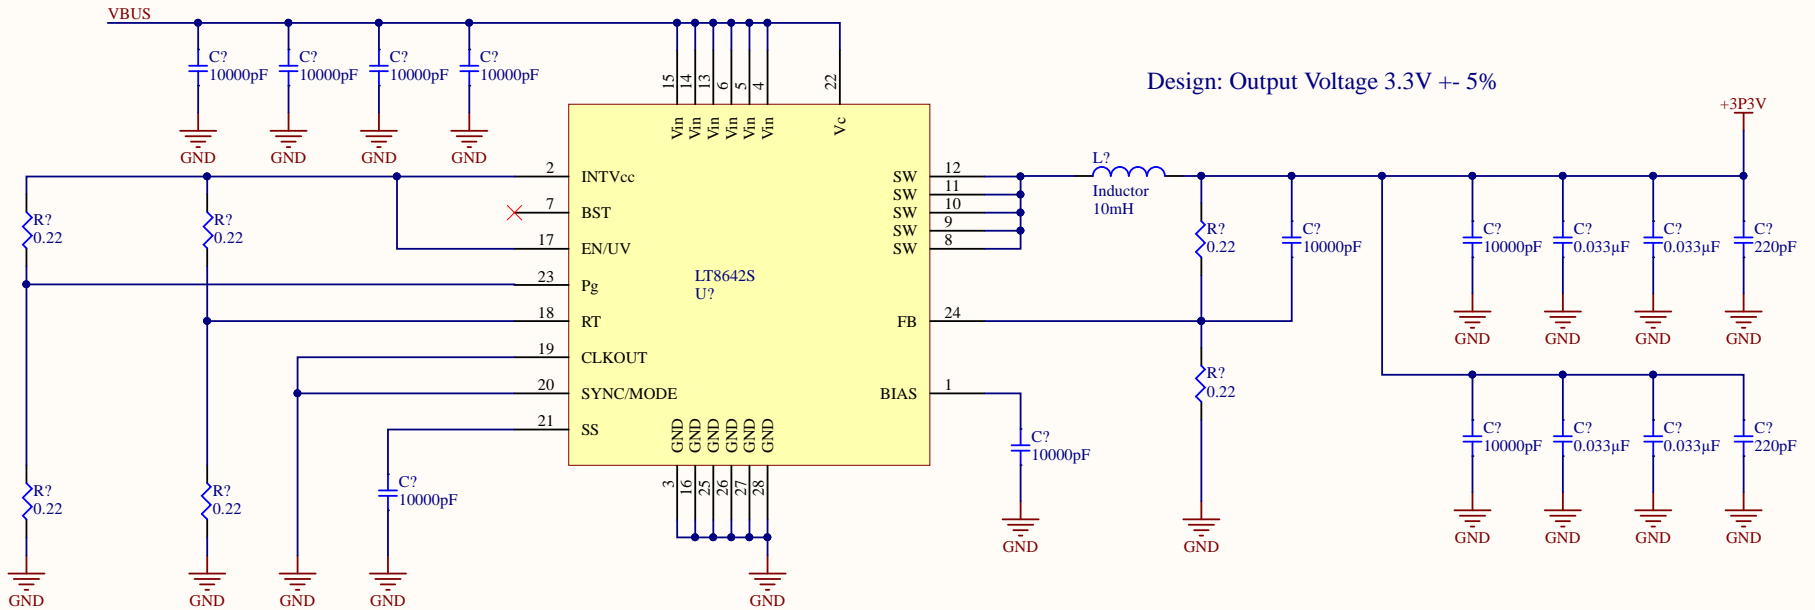 VBUS
C?
10000pF
C?
10000pF
C?
10000pF
C?
10000pF
GND
GND
GND
GND
Design: Output Voltage 3.3V +- 5%
+3P3V
15
14
13
6
5
4
22
Vin
Vin
Vin
Vin
Vin
Vin
Vc
2
INTVcc
7
BST
17
EN/UV
23
Pg
18
RT
19
CLKOUT
20
SYNC/MODE
21
SS
LT8642S
U?
SW
12
SW
11
SW
10
SW
9
SW
8
FB
24
BIAS
1
GND
GND
GND
GND
GND
GND
3
16
25
26
27
28
GND
R?
0.22
R?
0.22
R?
0.22
R?
0.22
C?
10000pF
GND
GND
GND
GND
L?
Inductor
10mH
R?
0.22
C?
10000pF
R?
0.22
C?
10000pF
GND
GND
C?
10000pF
C?
0.033µF
C?
0.033µF
C?
220pF
GND
GND
GND
GND
C?
10000pF
C?
0.033µF
C?
0.033µF
C?
220pF
GND
GND
GND
GND